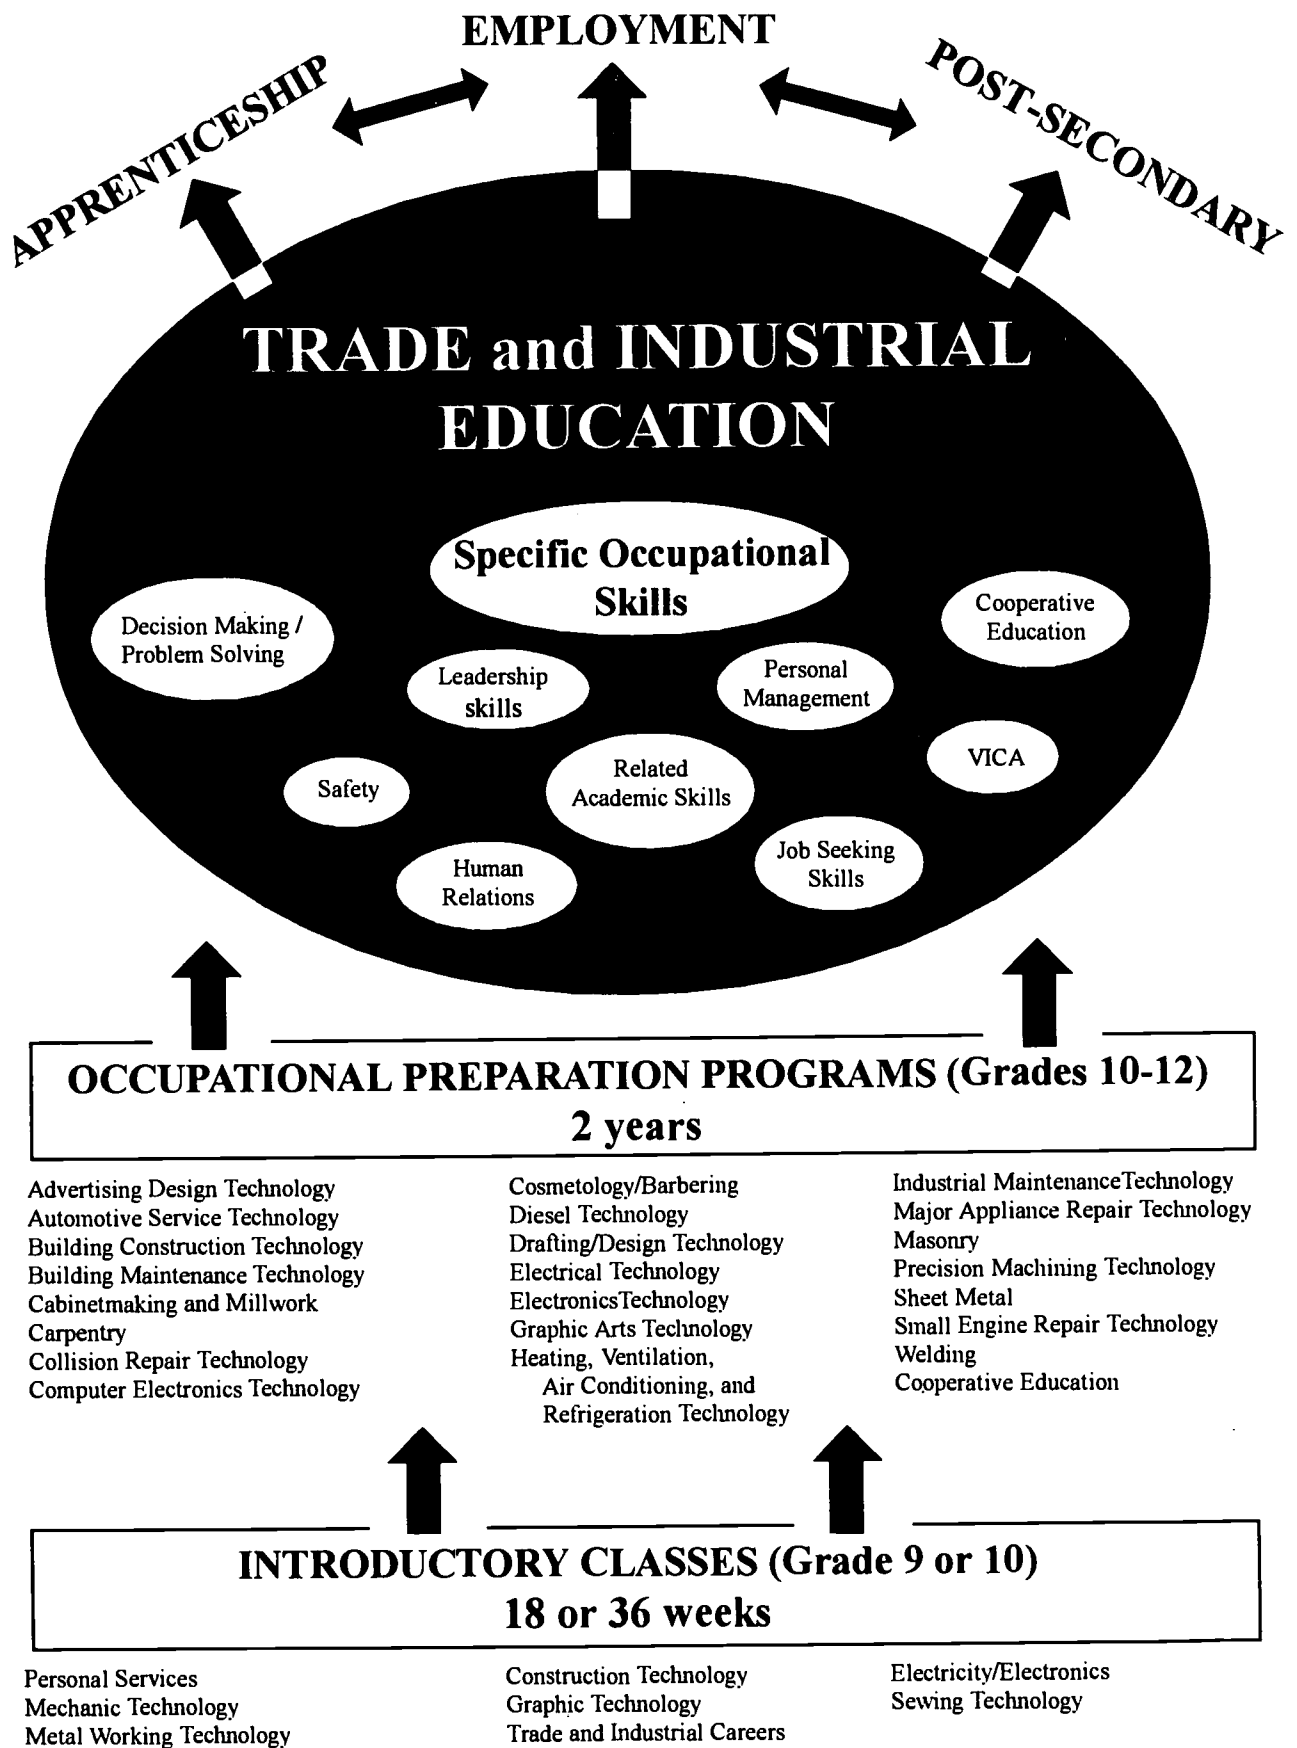 EMPLOYMENT
APPRENTICESHIP
POST-SECONDARY
TRADE and INDUSTRIAL
EDUCATION
Specific Occupational
Skills
Decision Making /
Problem Solving
Cooperative
Education
Leadership
skills
Personal
Management
VICA
Safety
Related
Academic Skills
Human
Relations
Job Seeking
Skills
OCCUPATIONAL PREPARATION PROGRAMS (Grades 10-12)
2 years
Advertising Design Technology
Automotive Service Technology
Building Construction Technology
Building Maintenance Technology
Cabinetmaking and Millwork
Carpentry
Collision Repair Technology
Computer Electronics Technology
Cosmetology/Barbering
Diesel Technology
Drafting/Design Technology
Electrical Technology
ElectronicsTechnology
Graphic Arts Technology
Heating, Ventilation,
Air Conditioning, and
Refrigeration Technology
Industrial MaintenanceTechnology
Major Appliance Repair Technology
Masonry
Precision Machining Technology
Sheet Metal
Small Engine Repair Technology
Welding
Cooperative Education
INTRODUCTORY CLASSES (Grade 9 or 10)
18 or 36 weeks
Personal Services
Mechanic Technology
Metal Working Technology
Construction Technology
Graphic Technology
Trade and Industrial Careers
Electricity/Electronics
Sewing Technology